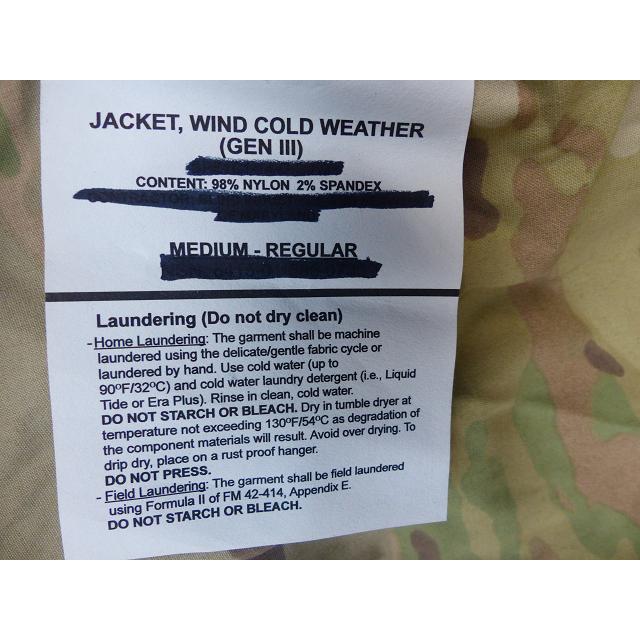 JACKET, WIND COLD WEATHER
(GEN III)
CONTENT: 98% NYLON 2% SPANDEX
MEDIUM - REGULAR
Laundering (Do not dry clean)
- Home Laundering: The garment shall be machine
laundered using the delicate/gentle fabric cycle or
laundered by hand. Use cold water (up to
90ºF/32ºC) and cold water laundry detergent (i.e., Liquid
Tide or Era Plus). Rinse in clean, cold water.
DO NOT STARCH OR BLEACH. Dry in tumble dryer at
temperature not exceeding 130ºF/54ºC as degradation of
the component materials will result. Avoid over drying. To
drip dry, place on a rust proof hanger.
DO NOT PRESS.
- Field Laundering: The garment shall be field laundered
using Formula II of FM 42-414, Appendix E.
DO NOT STARCH OR BLEACH.